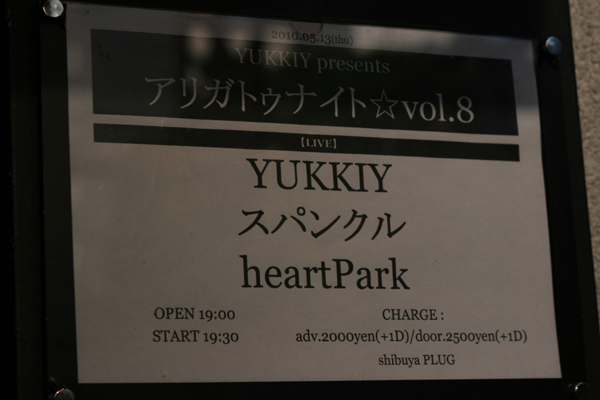 2010.05.13(thu)
YUKKIY presents
アリガトゥナイト☆vol.8
【LIVE】
YUKKIY
スパンクル
heartPark
OPEN 19:00
START 19:30
CHARGE :
adv.2000yen(+1D)/door.2500yen(+1D)
shibuya PLUG